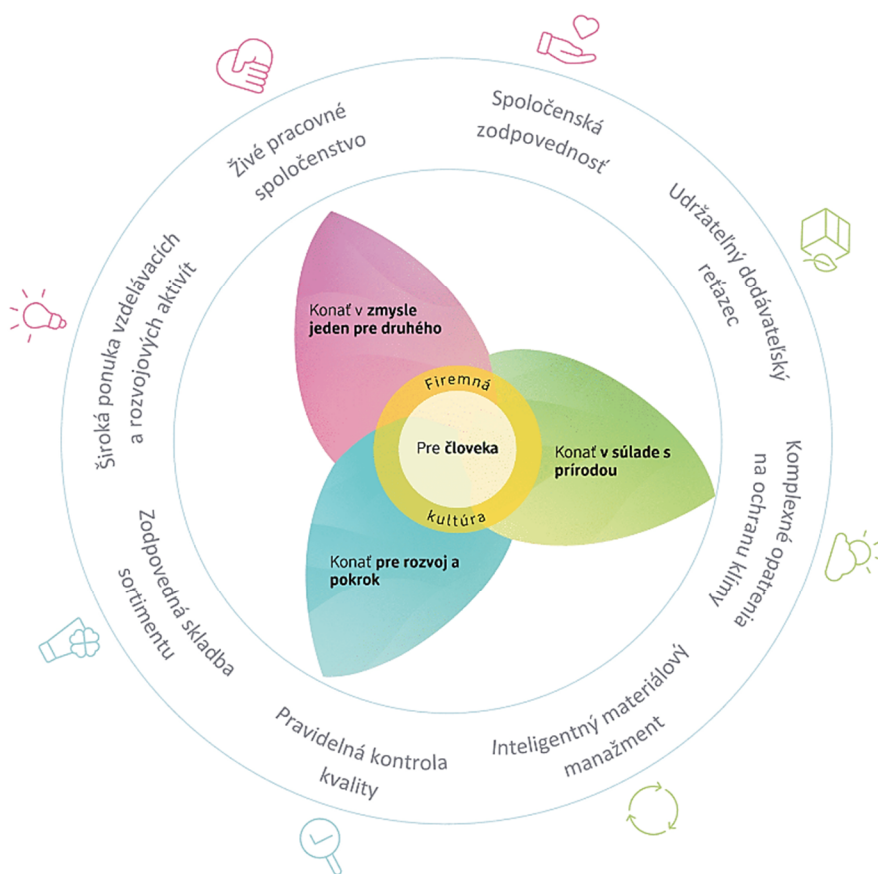 Živé pracovné
spoločenstvo
Spoločenská
zodpovednosť
Udržateľný dodávateľský
reťazec
Komplexné opatrenia
na ochranu klímy
Inteligentný materiálový
manažment
Pravidelná kontrola
kvality
Zodpovedná skladba
sortimentu
Široká ponuka vzdelávacích
a rozvojových aktivít
Konať v zmysle
jeden pre druhého
Firemná
Pre človeka
kultúra
Konať v súlade s
prírodou
Konať pre rozvoj a
pokrok